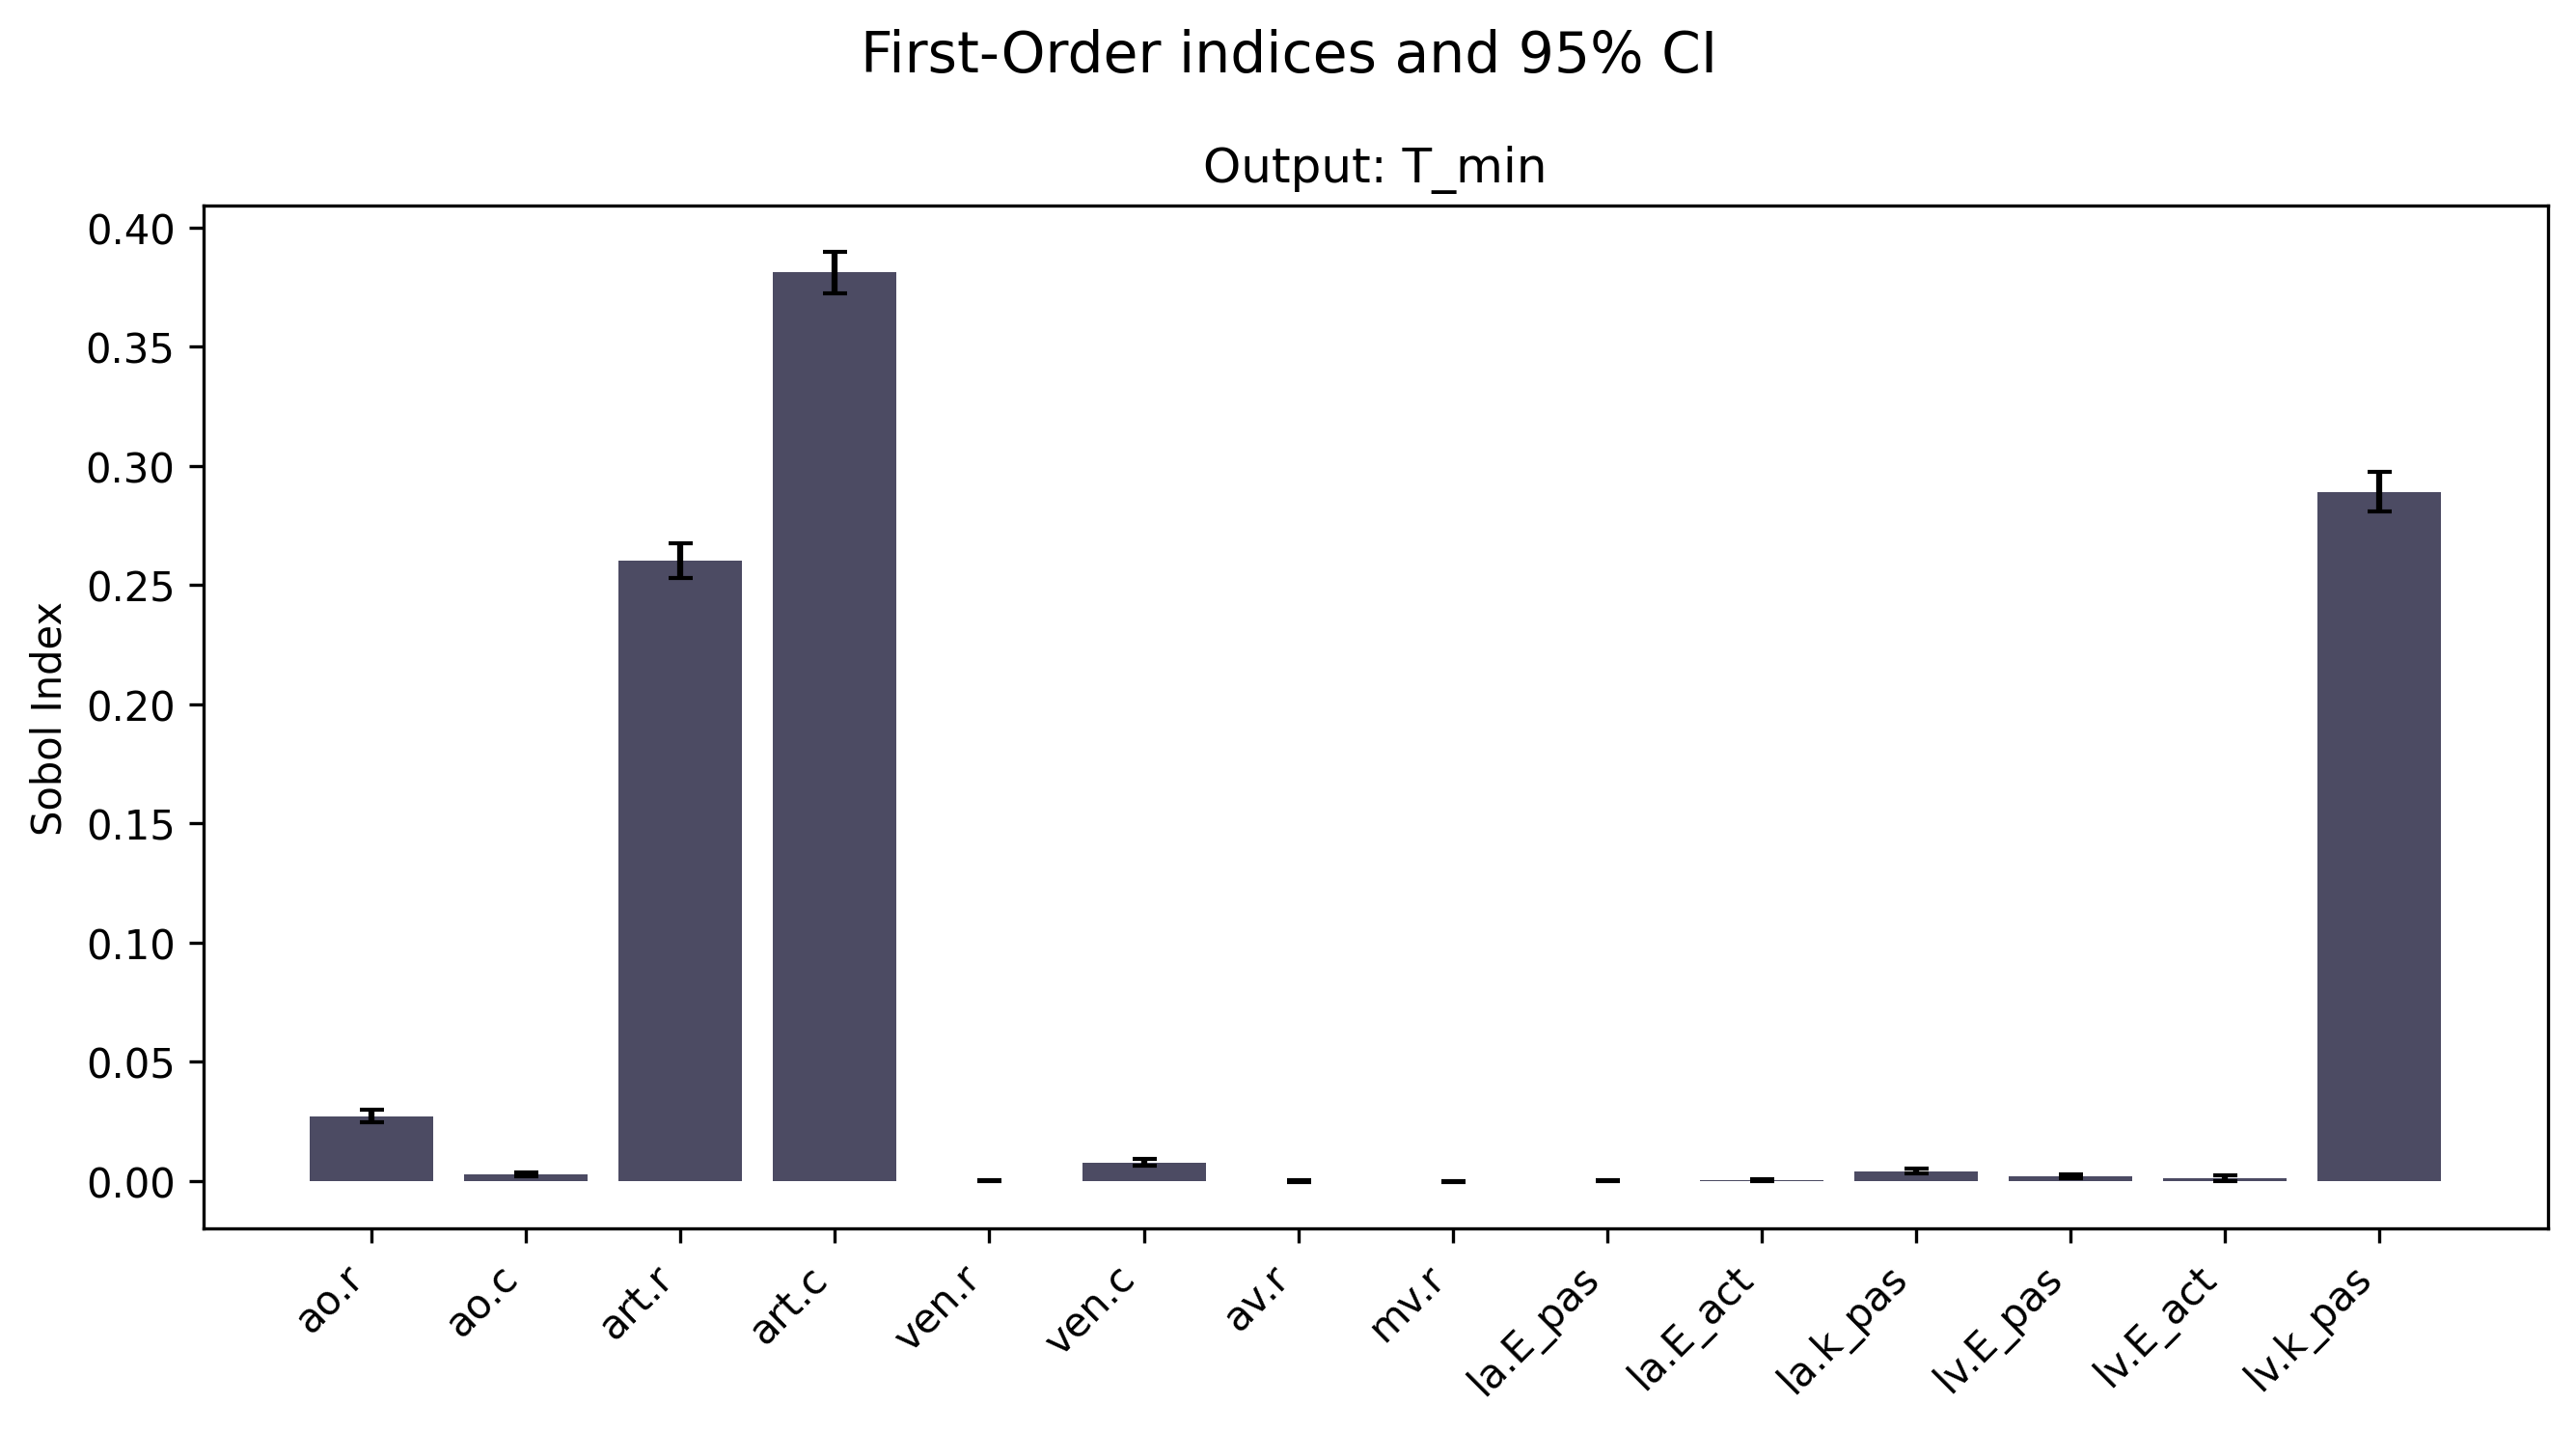 First-Order indices and 95% CI
Output: T_min
Sobol Index
0.40
0.35
0.30
0.25
0.20
0.15
0.10
0.05
0.00
ao.r
ao.c
art.r
art.c
ven.r
ven.c
av.r
mv.r
la.E_pas
la.E_act
la.k_pas
lv.E_pas
lv.E_act
lv.k_pas